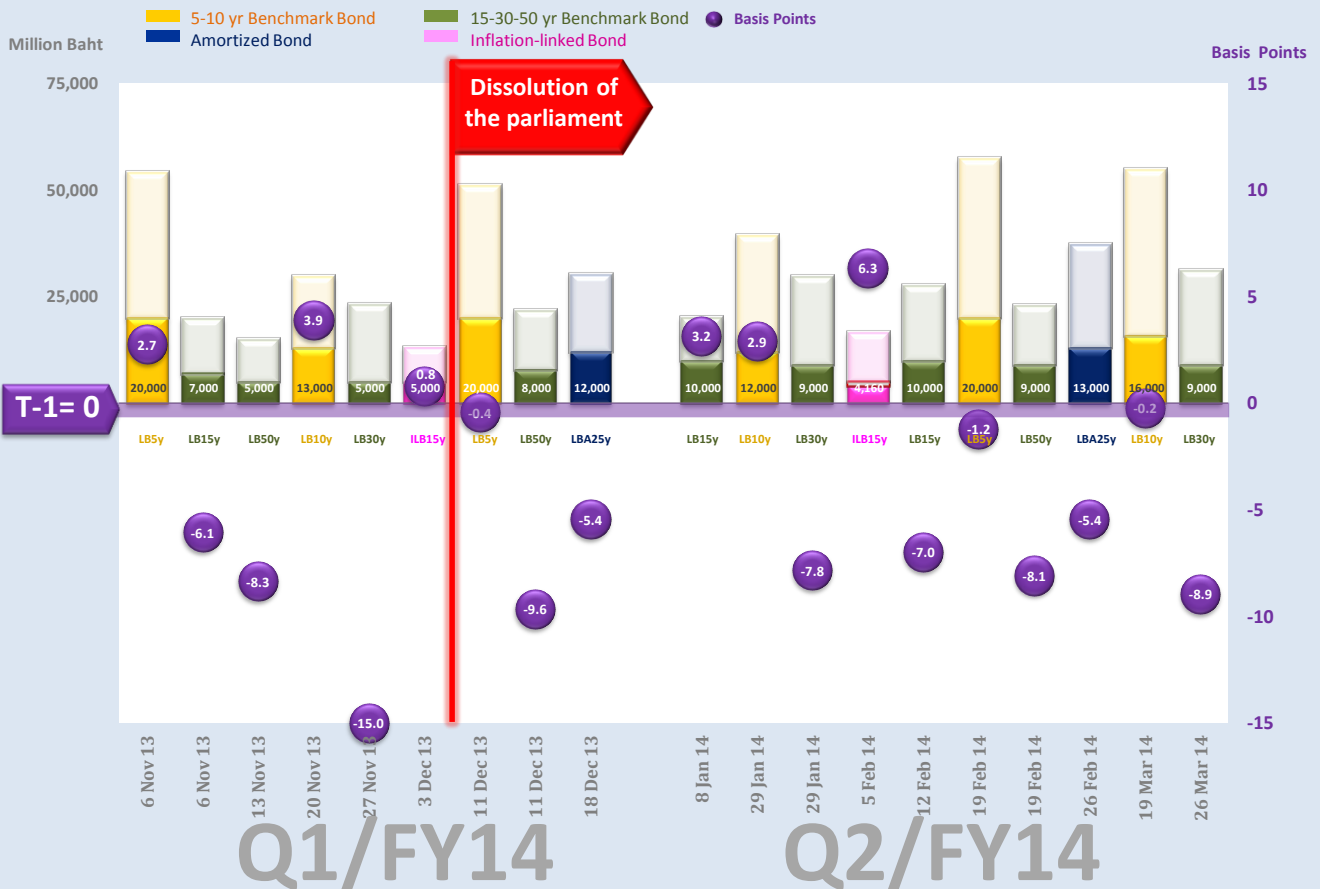 5-10 yr Benchmark Bond
15-30-50 yr Benchmark Bond
Basis Points
Amortized Bond
Inflation-linked Bond
Million Baht
Basis Points
75,000
50,000
25,000
15
10
5
0
-5
-10
-15
Dissolution of
the parliament
T-1= 0
2.7
3.9
0.8
-0.4
3.2
2.9
6.3
-1.2
-0.2
20,000 7,000 5,000 13,000 5,000 5,000 20,000 8,000 12,000 10,000 12,000 9,000 4,160 10,000 20,000 9,000 13,000 16,000 9,000
LB5y LB15y LB50y LB10y LB30y ILB15y LB5y LB50y LBA25y LB15y LB10y LB30y ILB15y LB15y LB5y LB50y LBA25y LB10y LB30y
-6.1
-8.3
-15.0
-9.6
-5.4
-7.8
-7.0
-8.1
-5.4
-8.9
6 Nov 13
6 Nov 13
13 Nov 13
20 Nov 13
27 Nov 13
3 Dec 13
11 Dec 13
11 Dec 13
18 Dec 13
8 Jan 14
29 Jan 14
29 Jan 14
5 Feb 14
12 Feb 14
19 Feb 14
19 Feb 14
26 Feb 14
19 Mar 14
26 Mar 14
Q1/FY14
Q2/FY14